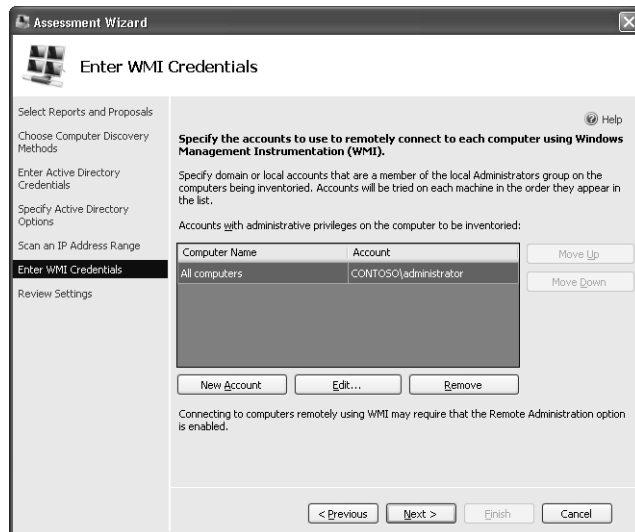 Assessment Wizard
Enter WMI Credentials
Select Reports and Proposals
Choose Computer Discovery
Methods
Enter Active Directory
Credentials
Specify Active Directory
Options
Scan an IP Address Range
Enter WMI Credentials
Review Settings
Help
Specify the accounts to use to remotely connect to each computer using Windows
Management Instrumentation (WMI).
Specify domain or local accounts that are a member of the local Administrators group on the
computers being inventoried. Accounts will be tried on each machine in the order they appear in
the list.
Accounts with administrative privileges on the computer to be inventoried:
Computer Name Account
All computers CONTOSO\administrator
Move Up
Move Down
New Account Edit... Remove
Connecting to computers remotely using WMI may require that the Remote Administration option
is enabled.
< Previous Next > Finish Cancel